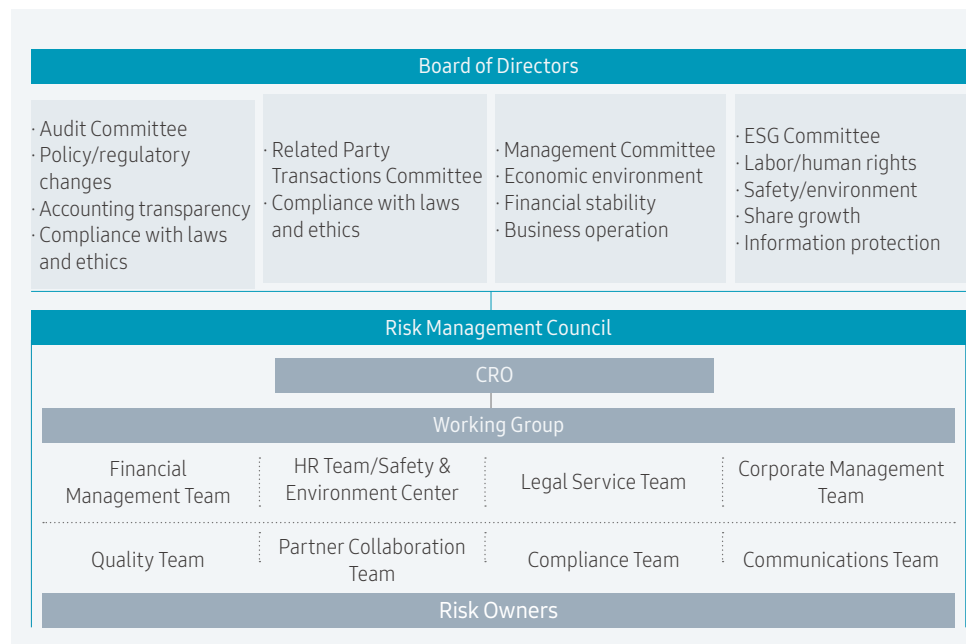 Board of Directors
· Audit Committee
· Policy/regulatory
changes
· Accounting transparency
· Compliance with laws
and ethics
· Related Party
Transactions Committee
· Compliance with laws
and ethics
· Management Committee
· Economic environment
· Financial stability
· Business operation
· ESG Committee
· Labor/human rights
· Safety/environment
· Share growth
· Information protection
Risk Management Council
CRO
Working Group
Financial
Management Team
HR Team/Safety &
Environment Center
Legal Service Team
Corporate Management
Team
Quality Team
Partner Collaboration
Team
Compliance Team
Communications Team
Risk Owners